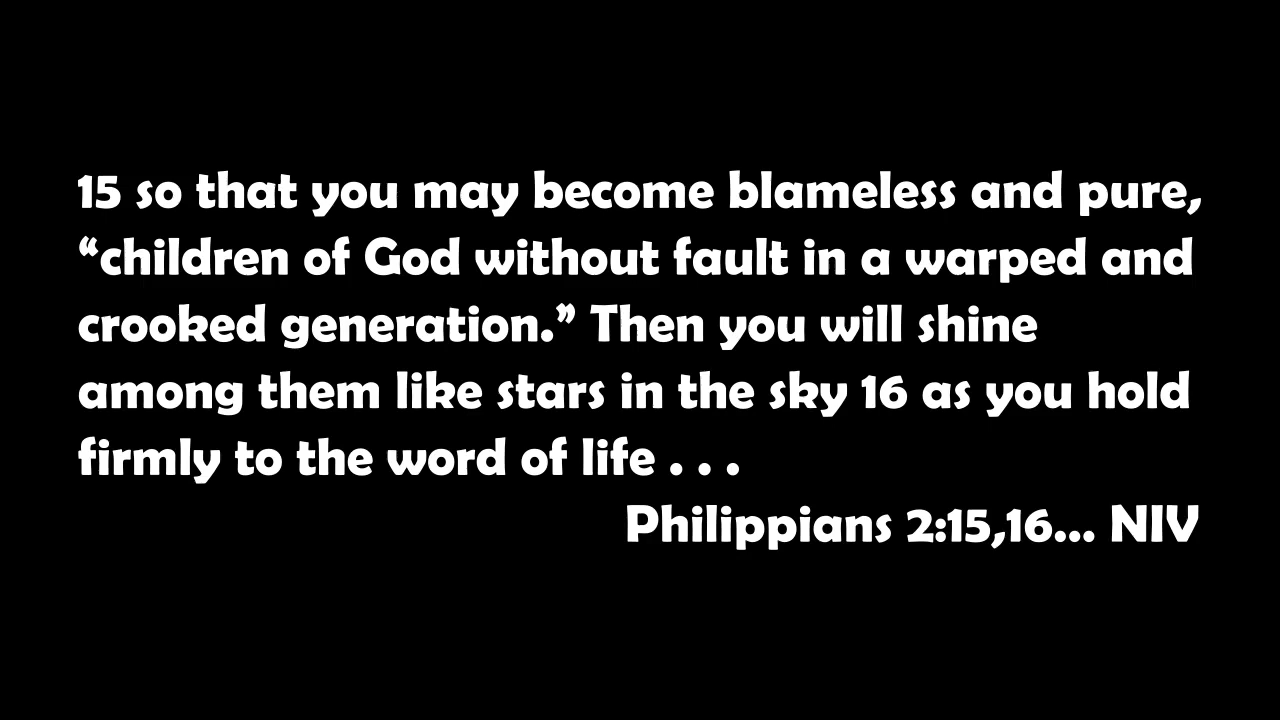 15 so that you may become blameless and pure,
“children of God without fault in a warped and
crooked generation.” Then you will shine
among them like stars in the sky 16 as you hold
firmly to the word of life . . .
Philippians 2:15,16... NIV